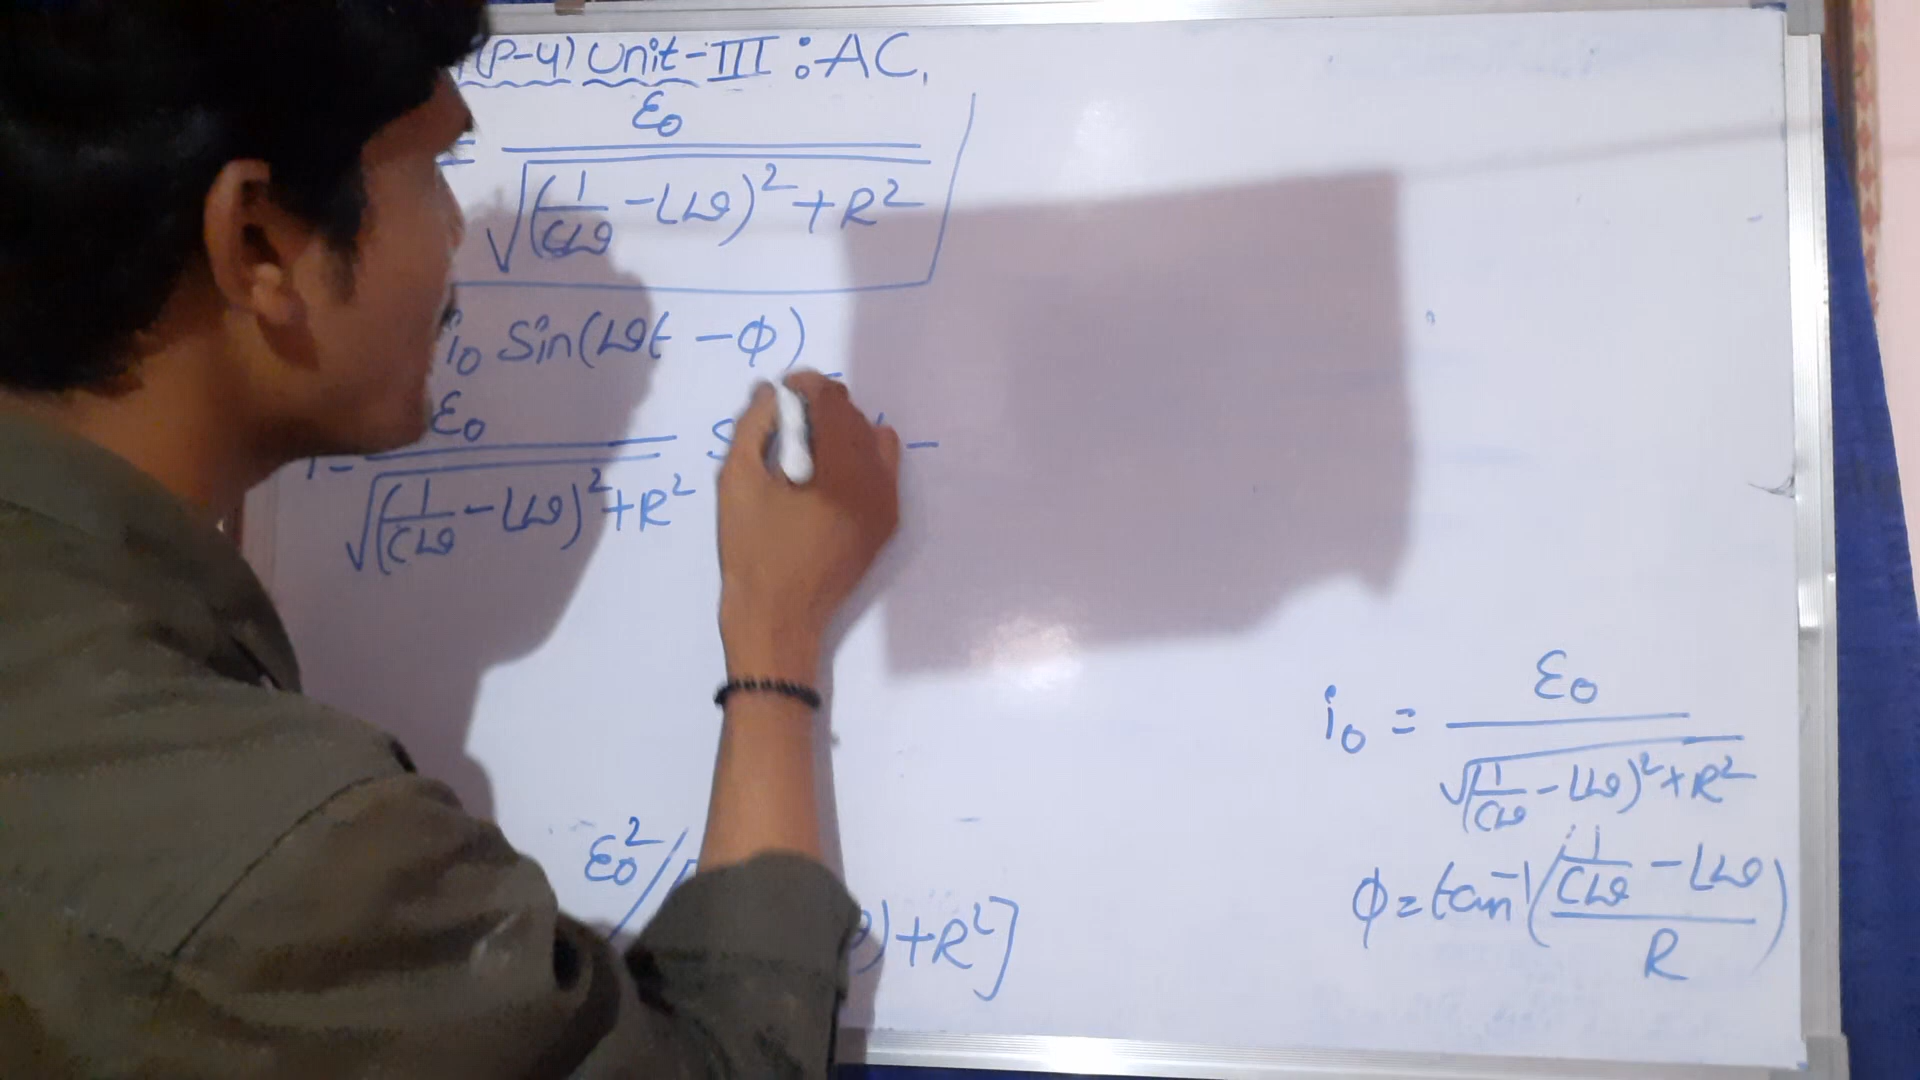 (P-4) Unit-III : AC,
= ε₀ / √((1/Cω - Lω)² + R²)
i₀ Sin(ωt - φ)
ε₀ / √((1/Cω - Lω)² + R²) -
ε₀² /
) + R²]
i₀ = ε₀ / √((1/Cω - Lω)² + R²)
φ = tan⁻¹((1/Cω - Lω) / R)